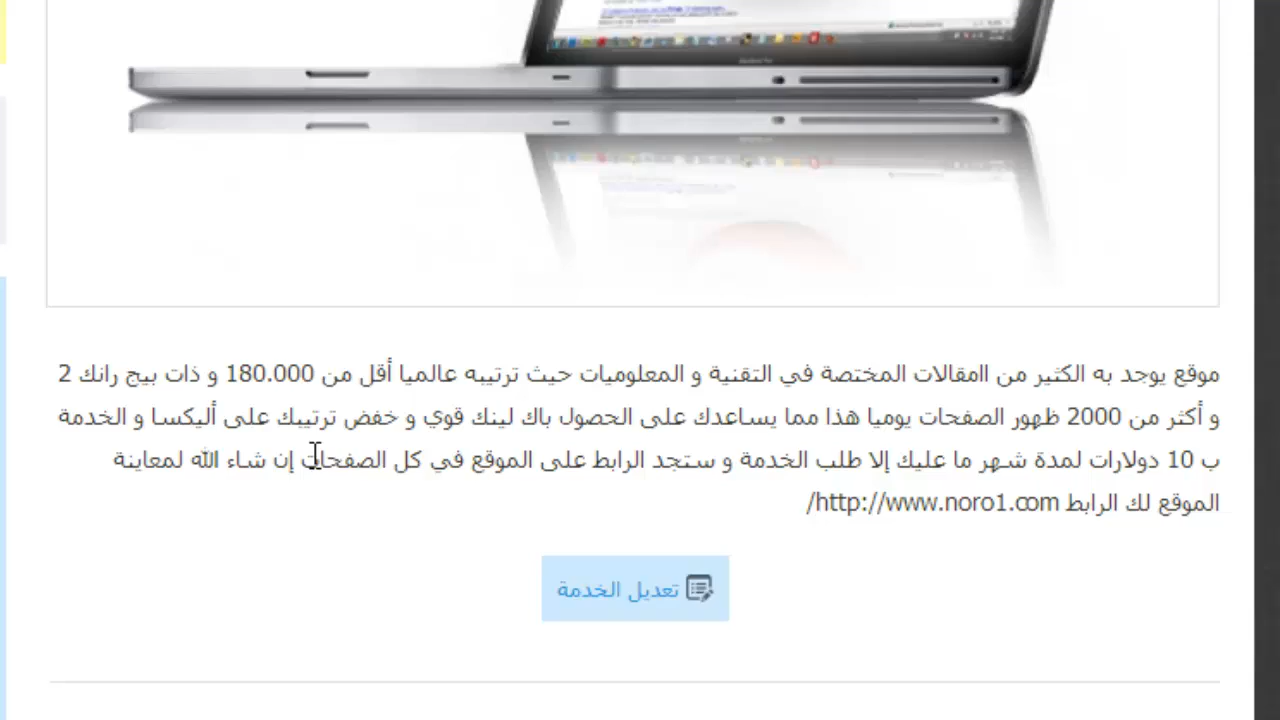 موقع يوجد به الكثير من اامقالات المختصة في التقنية و المعلوميات حيث ترتيبه عالميا أقل من 180.000 و ذات بيج رانك 2
و أكثر من 2000 ظهور الصفحات يوميا هذا مما يساعدك على الحصول باك لينك قوي و خفض ترتيبك على أليكسا و الخدمة
ب 10 دولارات لمدة شهر ما عليك إلا طلب الخدمة و ستجد الرابط على الموقع في كل الصفحات إن شاء الله لمعاينة
الموقع لك الرابط http://www.noro1.com/
تعديل الخدمة